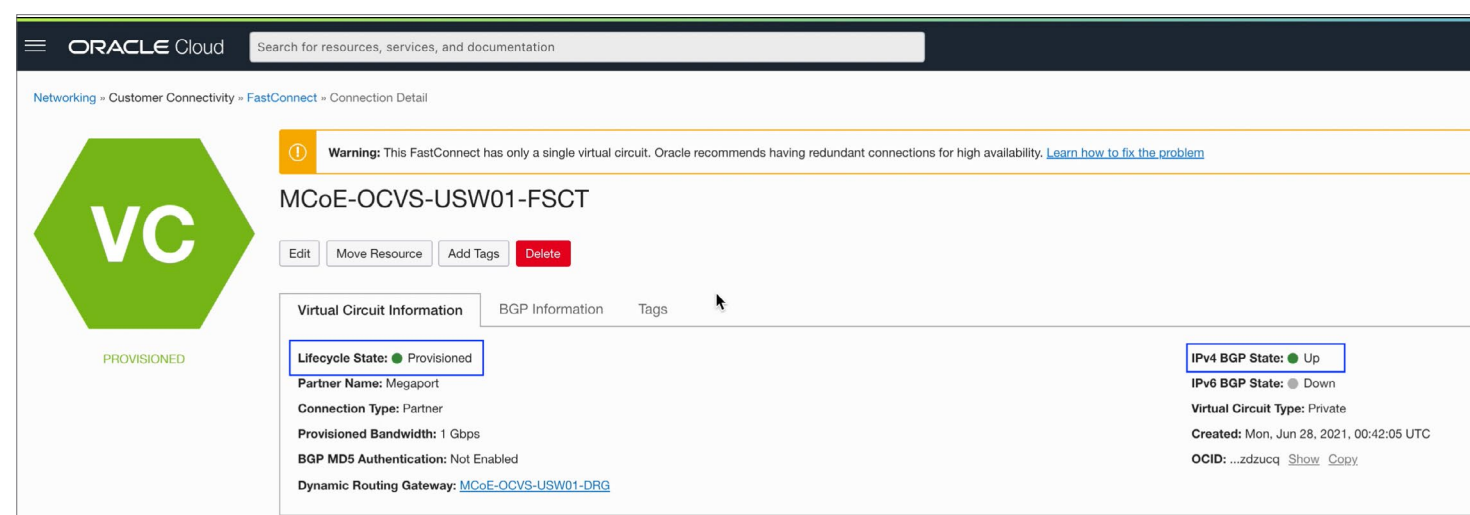 ORACLE Cloud
Search for resources, services, and documentation
Networking » Customer Connectivity » FastConnect » Connection Detail
VC
PROVISIONED
Warning: This FastConnect has only a single virtual circuit. Oracle recommends having redundant connections for high availability. Learn how to fix the problem
MCoE-OCVS-USW01-FSCT
Edit Move Resource Add Tags Delete
Virtual Circuit Information BGP Information Tags
Lifecycle State: Provisioned
Partner Name: Megaport
Connection Type: Partner
Provisioned Bandwidth: 1 Gbps
BGP MD5 Authentication: Not Enabled
Dynamic Routing Gateway: MCoE-OCVS-USW01-DRG
IPv4 BGP State: Up
IPv6 BGP State: Down
Virtual Circuit Type: Private
Created: Mon, Jun 28, 2021, 00:42:05 UTC
OCID: ...zdzucq Show Copy